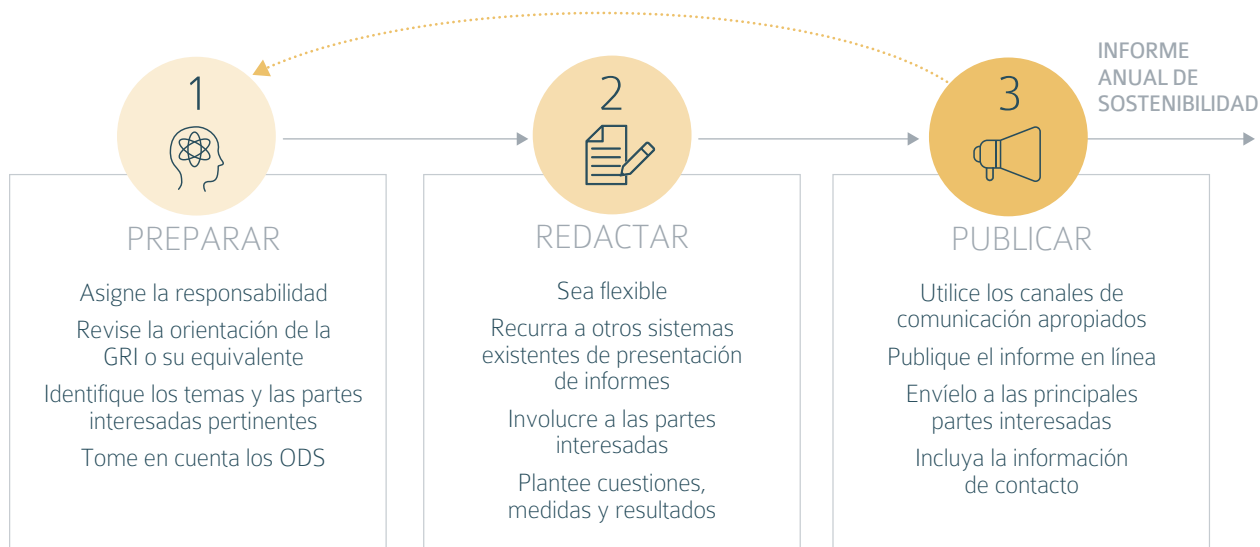 INFORME
ANUAL DE
SOSTENIBILIDAD
1
PREPARAR
Asigne la responsabilidad
Revise la orientación de la
GRI o su equivalente
Identifique los temas y las partes
interesadas pertinentes
Tome en cuenta los ODS
2
REDACTAR
Sea flexible
Recurra a otros sistemas
existentes de presentación
de informes
Involucre a las partes
interesadas
Plantee cuestiones,
medidas y resultados
3
PUBLICAR
Utilice los canales de
comunicación apropiados
Publique el informe en línea
Envíelo a las principales
partes interesadas
Incluya la información
de contacto